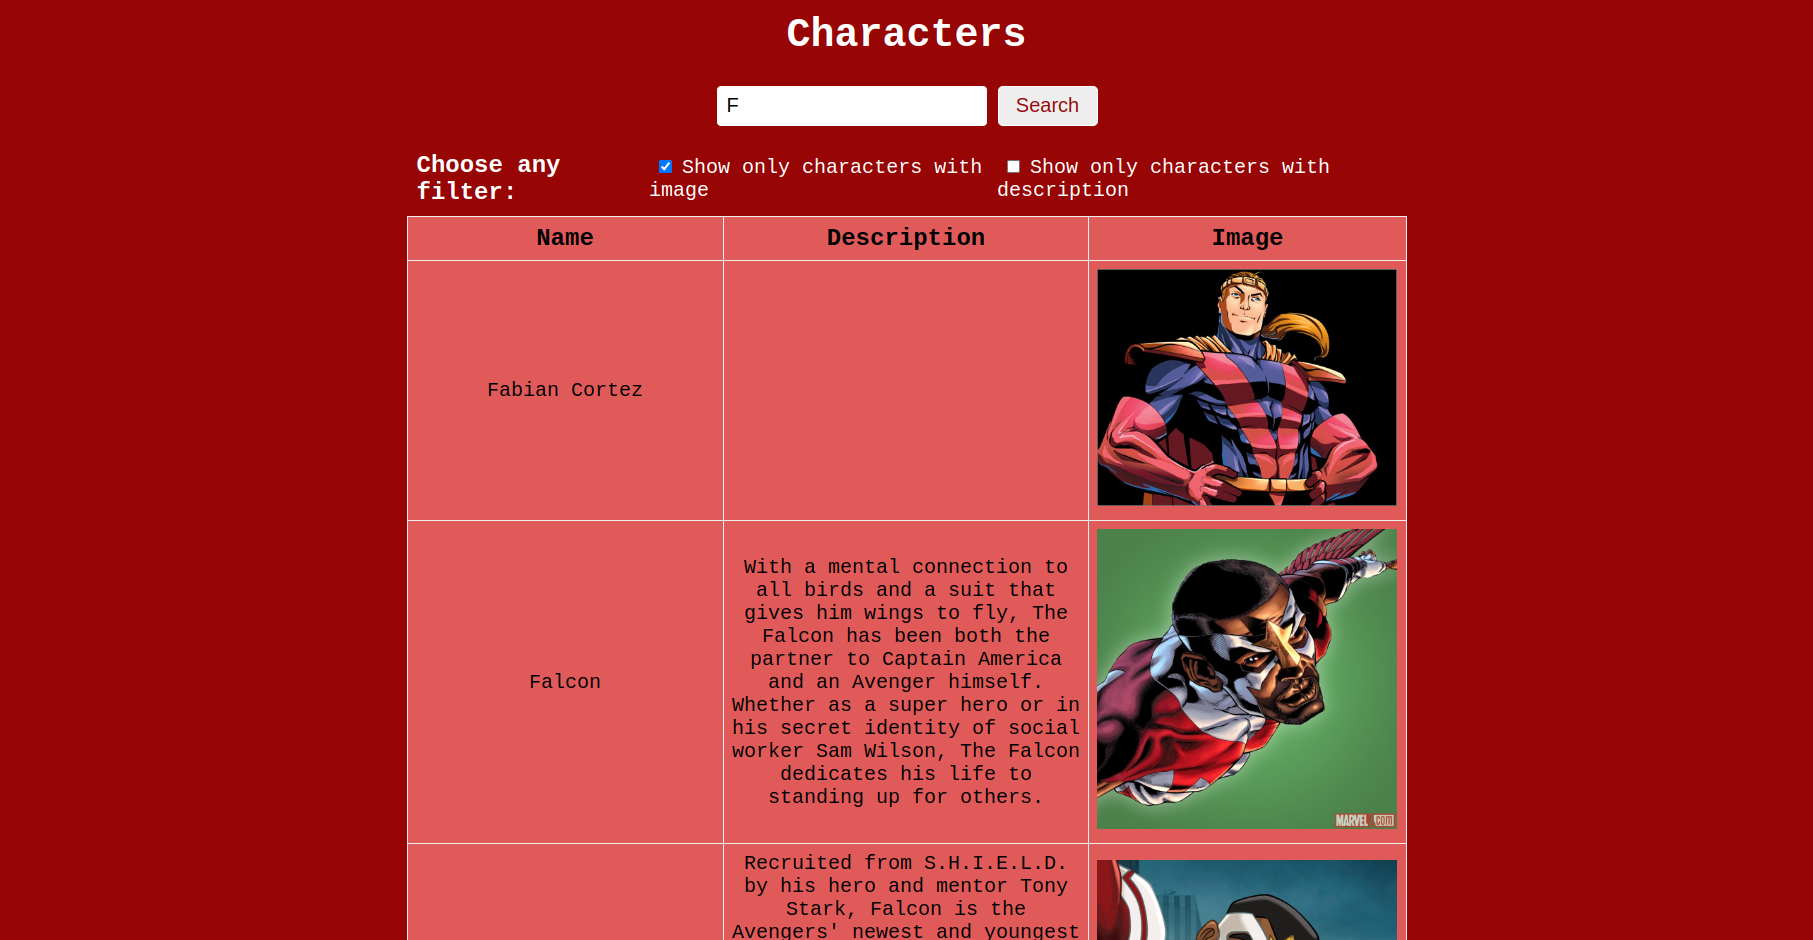 Characters
F
Search
Choose any
filter:
Show only characters with
image
Show only characters with
description
Name
Description
Image
Fabian Cortez
Falcon
With a mental connection to
all birds and a suit that
gives him wings to fly, The
Falcon has been both the
partner to Captain America
and an Avenger himself.
Whether as a super hero or in
his secret identity of social
worker Sam Wilson, The Falcon
dedicates his life to
standing up for others.
MARVEL.com
Recruited from S.H.I.E.L.D.
by his hero and mentor Tony
Stark, Falcon is the
Avengers' newest and youngest